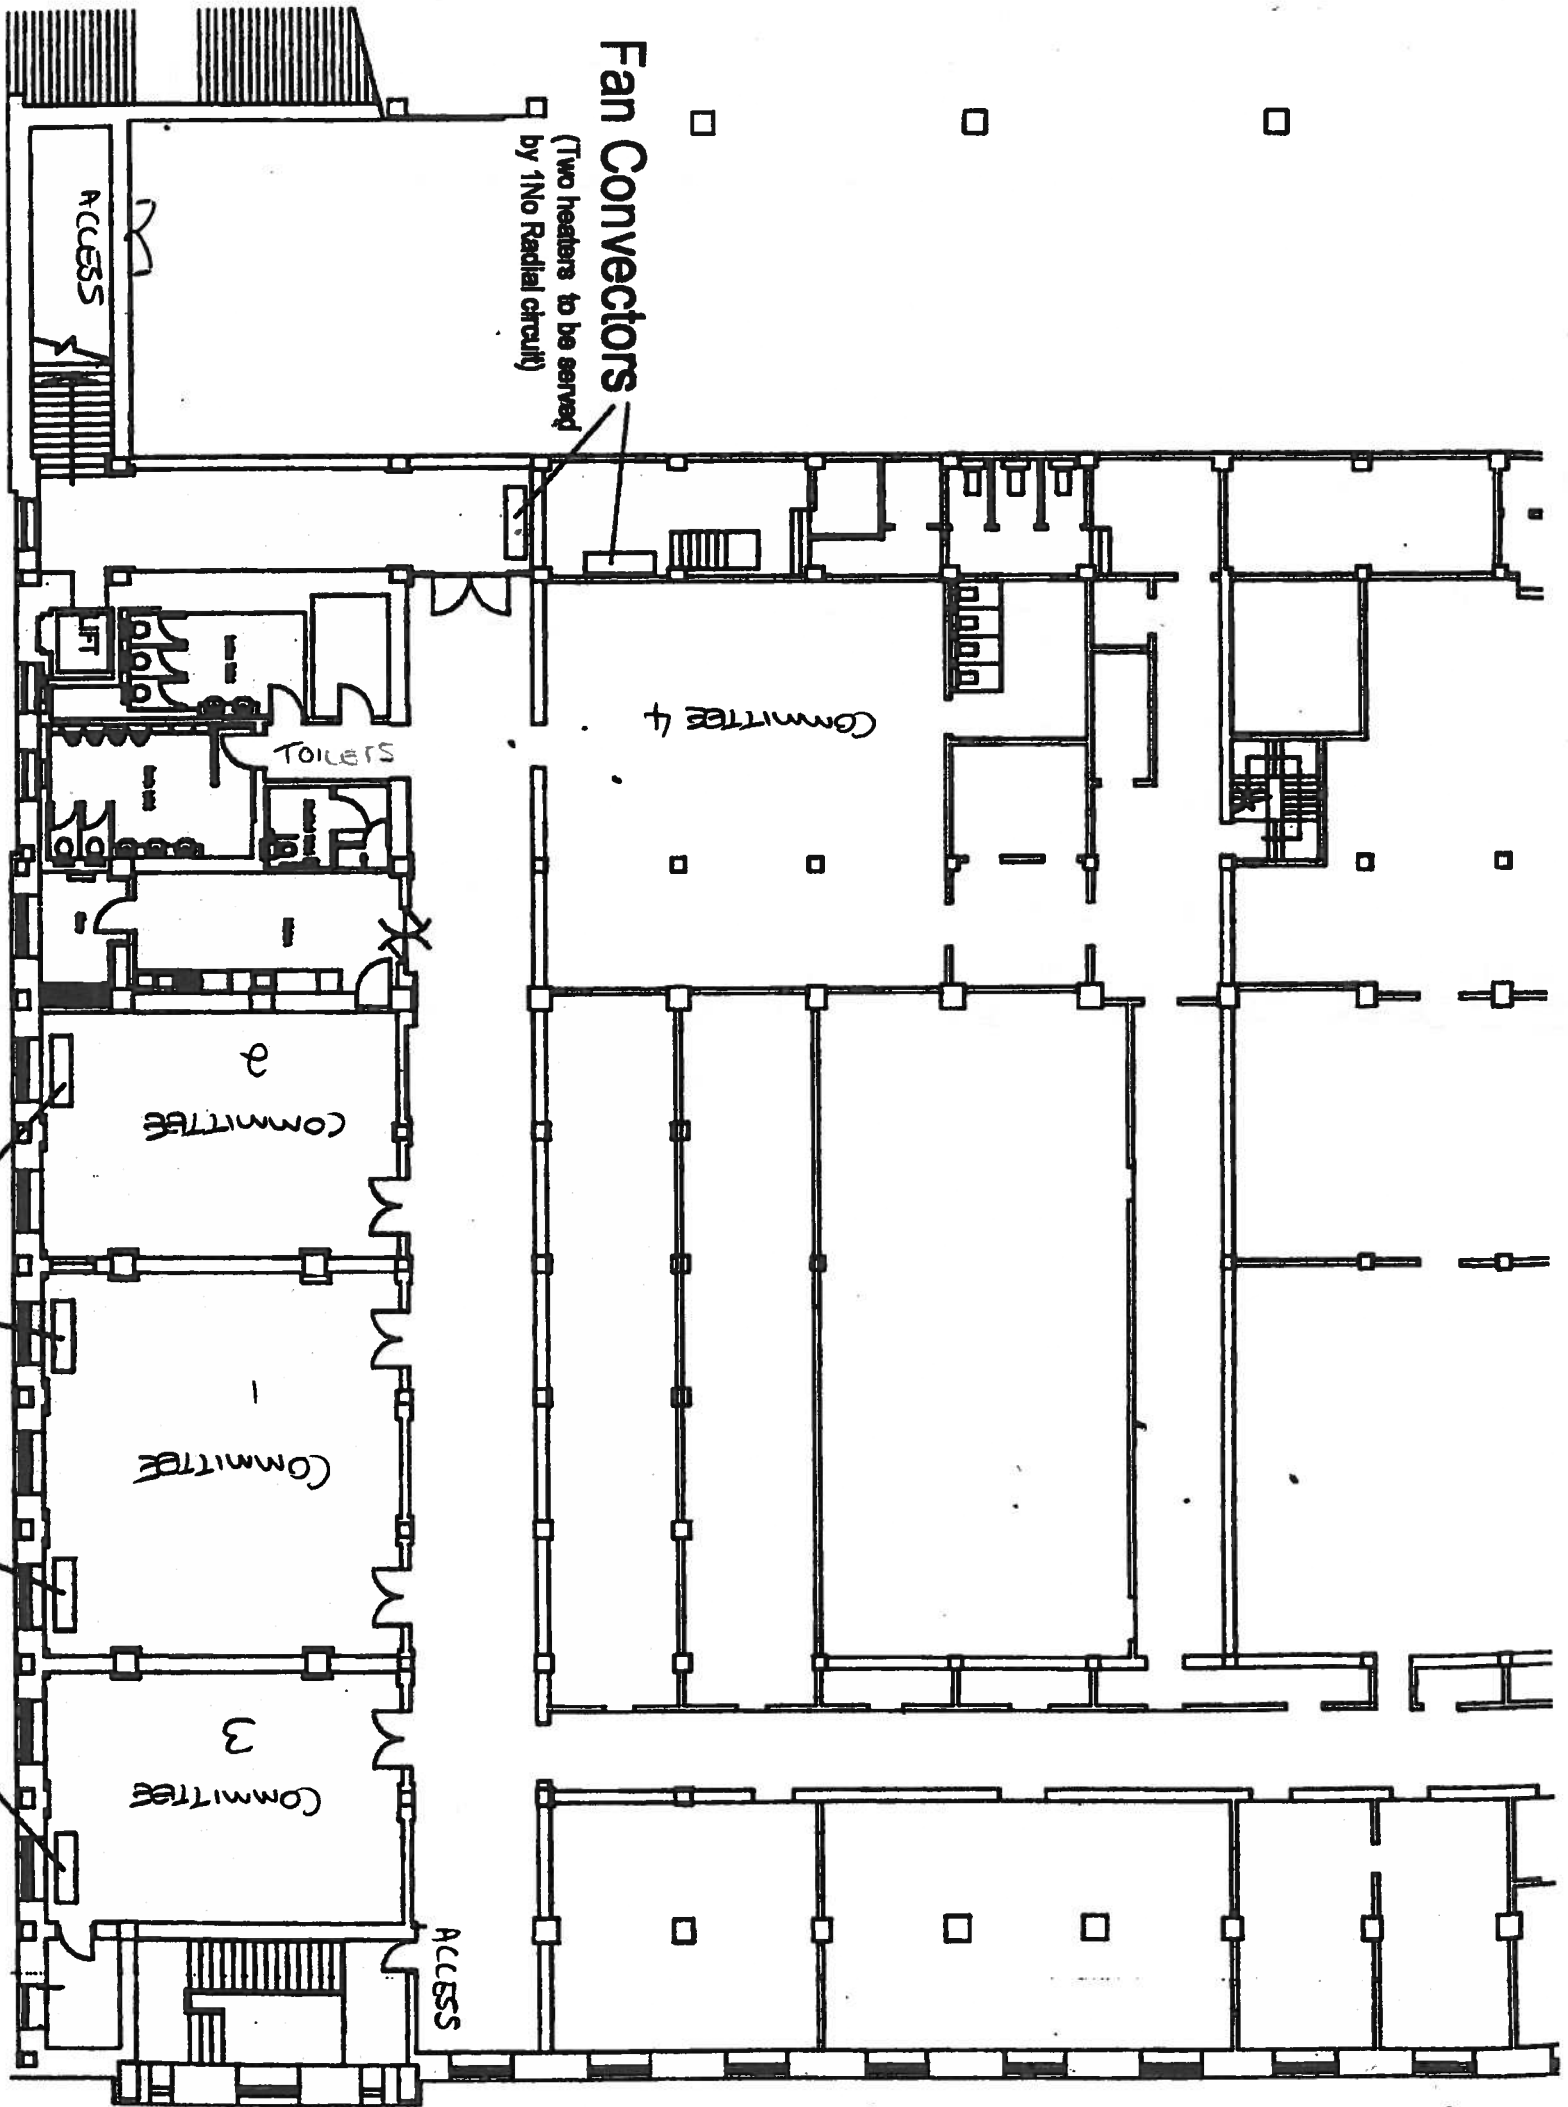 Fan Convectors
(Two heaters to be served
by 1No Radial circuit)
ACCESS
LIFT
TOILETS
COMMITTEE 4
2
COMMITTEE
1
COMMITTEE
3
COMMITTEE
ACCESS